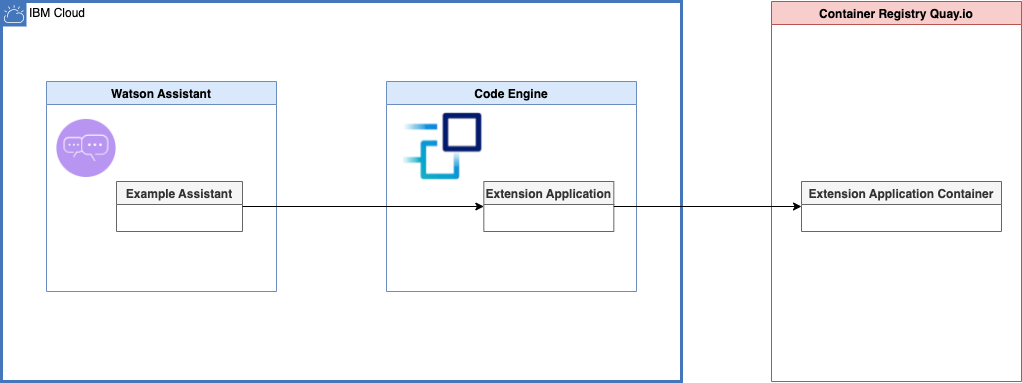 IBM Cloud
Container Registry Quay.io
Watson Assistant
Code Engine
Example Assistant
Extension Application
Extension Application Container